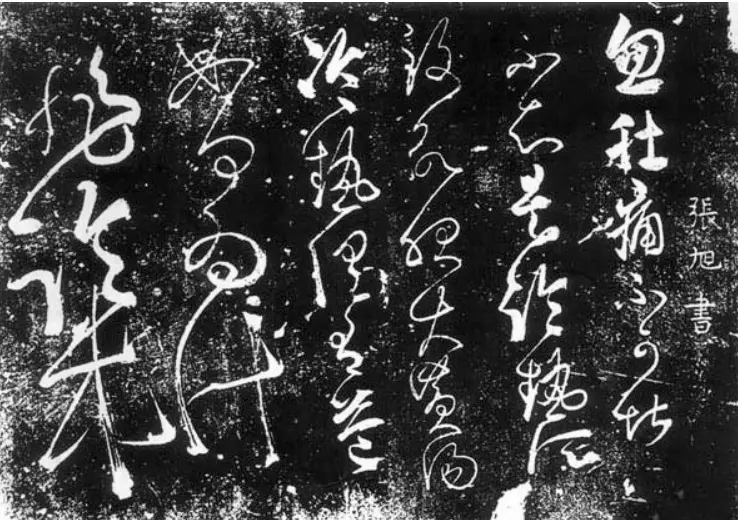 張旭書
忽肚痛不可堪
不知是冷熱所
致欲服大黃湯
冷熱俱有益
如何為計
非臨床